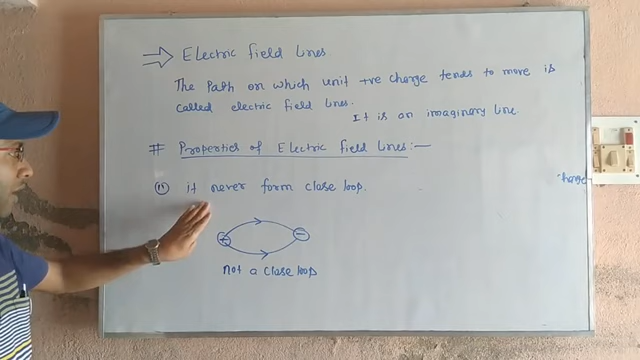 ⇒ Electric field lines
The Path on which unit +ve charge tends to move is
called electric field lines.
It is an imaginary line.
# Properties of Electric field Lines:—
it never form close loop.
+ −
not a close loop
charge